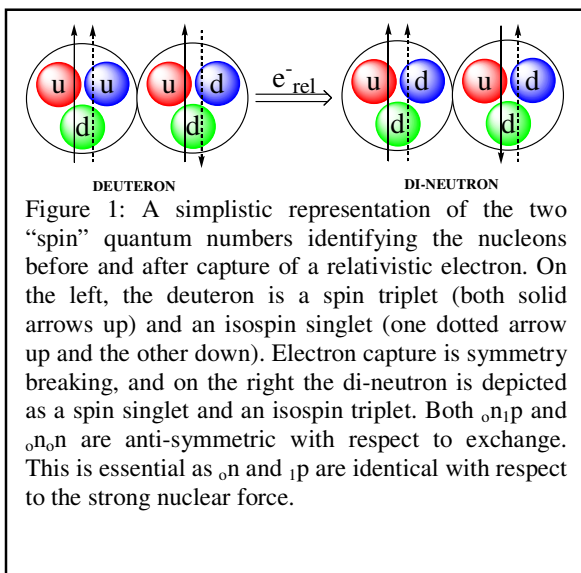 u u d
u d d
e-rel
u d d
u d d
DEUTERON
DI-NEUTRON
Figure 1: A simplistic representation of the two
“spin” quantum numbers identifying the nucleons
before and after capture of a relativistic electron. On
the left, the deuteron is a spin triplet (both solid
arrows up) and an isospin singlet (one dotted arrow
up and the other down). Electron capture is symmetry
breaking, and on the right the di-neutron is depicted
as a spin singlet and an isospin triplet. Both ₒn₁p and
ₒnₒn are anti-symmetric with respect to exchange.
This is essential as ₒn and ₁p are identical with respect
to the strong nuclear force.